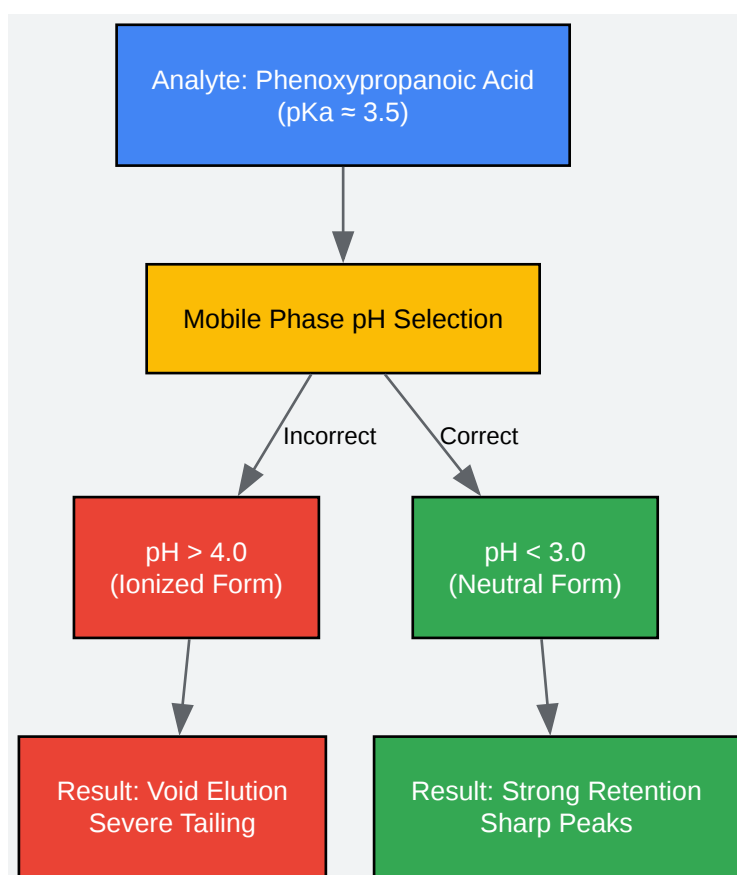 Analyte: Phenoxypropanoic Acid
(pKa ≈ 3.5)
Mobile Phase pH Selection
Incorrect
Correct
pH > 4.0
(Ionized Form)
pH < 3.0
(Neutral Form)
Result: Void Elution
Severe Tailing
Result: Strong Retention
Sharp Peaks